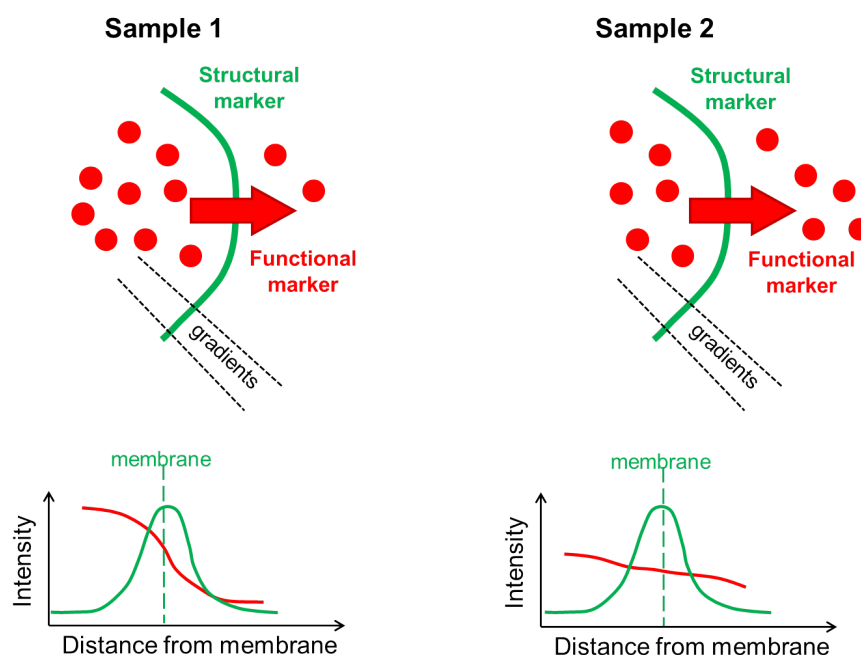 Sample 1
Structural
marker
Functional
marker
gradients
membrane
Intensity
Distance from membrane
Sample 2
Structural
marker
Functional
marker
gradients
membrane
Intensity
Distance from membrane